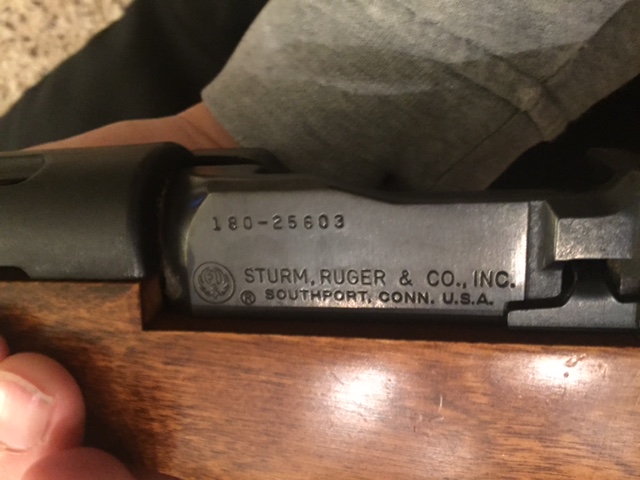 180-25603
STURM, RUGER & CO., INC.
® SOUTHPORT, CONN. U.S.A.